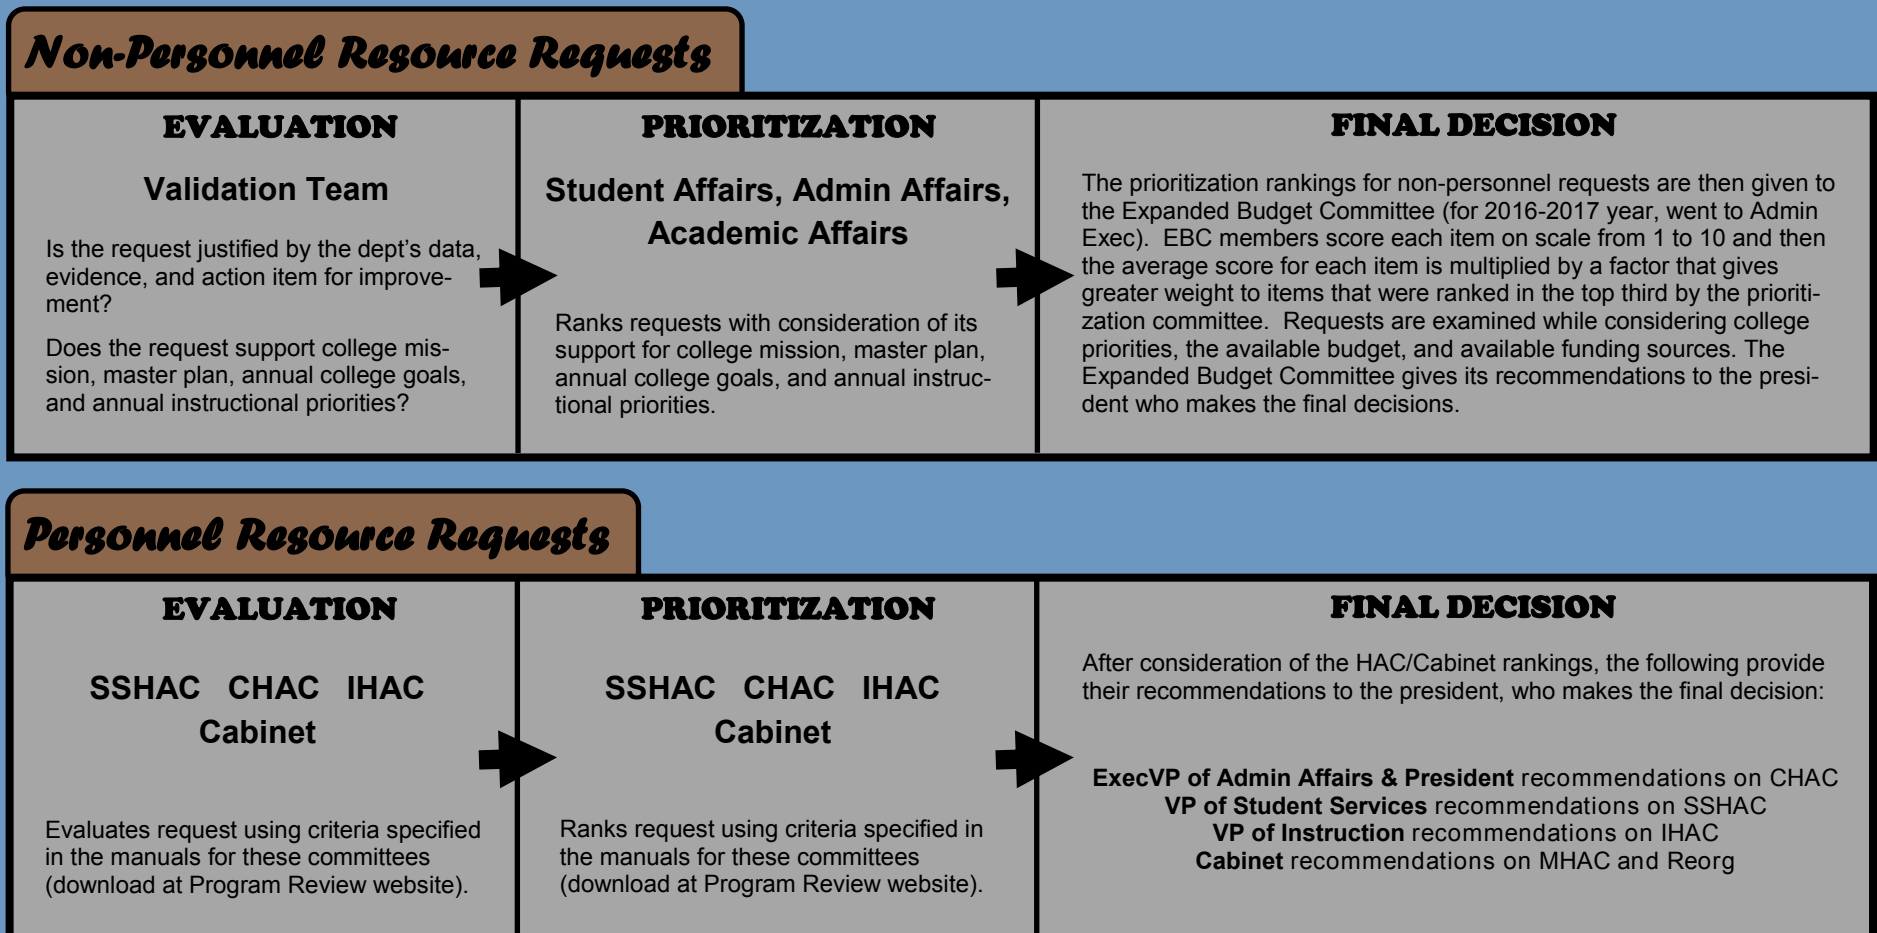 Non-Personnel Resource Requests
EVALUATION
Validation Team
Is the request justified by the dept's data,
evidence, and action item for improve-
ment?
Does the request support college mis-
sion, master plan, annual college goals,
and annual instructional priorities?
PRIORITIZATION
Student Affairs, Admin Affairs,
Academic Affairs
Ranks requests with consideration of its
support for college mission, master plan,
annual college goals, and annual instruc-
tional priorities.
FINAL DECISION
The prioritization rankings for non-personnel requests are then given to
the Expanded Budget Committee (for 2016-2017 year, went to Admin
Exec).  EBC members score each item on scale from 1 to 10 and then
the average score for each item is multiplied by a factor that gives
greater weight to items that were ranked in the top third by the prioriti-
zation committee.  Requests are examined while considering college
priorities, the available budget, and available funding sources. The
Expanded Budget Committee gives its recommendations to the presi-
dent who makes the final decisions.
Personnel Resource Requests
EVALUATION
SSHAC   CHAC   IHAC
Cabinet
Evaluates request using criteria specified
in the manuals for these committees
(download at Program Review website).
PRIORITIZATION
SSHAC   CHAC   IHAC
Cabinet
Ranks request using criteria specified in
the manuals for these committees
(download at Program Review website).
FINAL DECISION
After consideration of the HAC/Cabinet rankings, the following provide
their recommendations to the president, who makes the final decision:
ExecVP of Admin Affairs & President recommendations on CHAC
VP of Student Services recommendations on SSHAC
VP of Instruction recommendations on IHAC
Cabinet recommendations on MHAC and Reorg